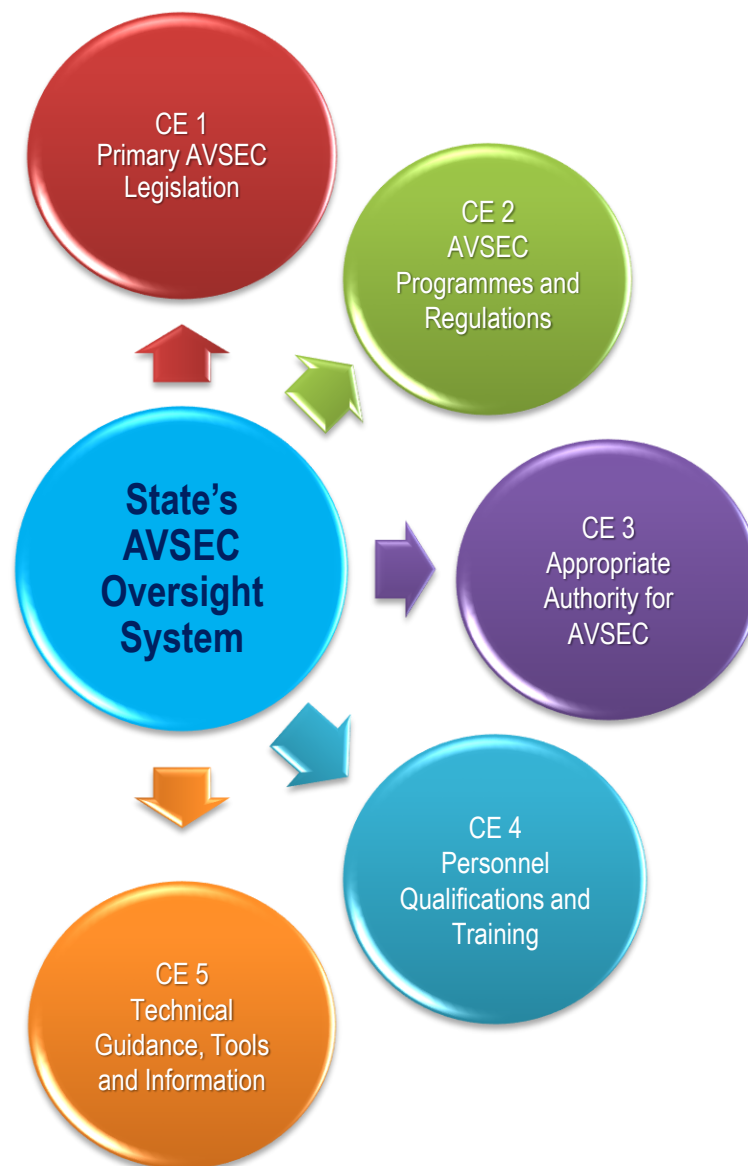 CE 1
Primary AVSEC
Legislation
CE 2
AVSEC
Programmes and
Regulations
State’s
AVSEC
Oversight
System
CE 3
Appropriate
Authority for
AVSEC
CE 4
Personnel
Qualifications and
Training
CE 5
Technical
Guidance, Tools
and Information